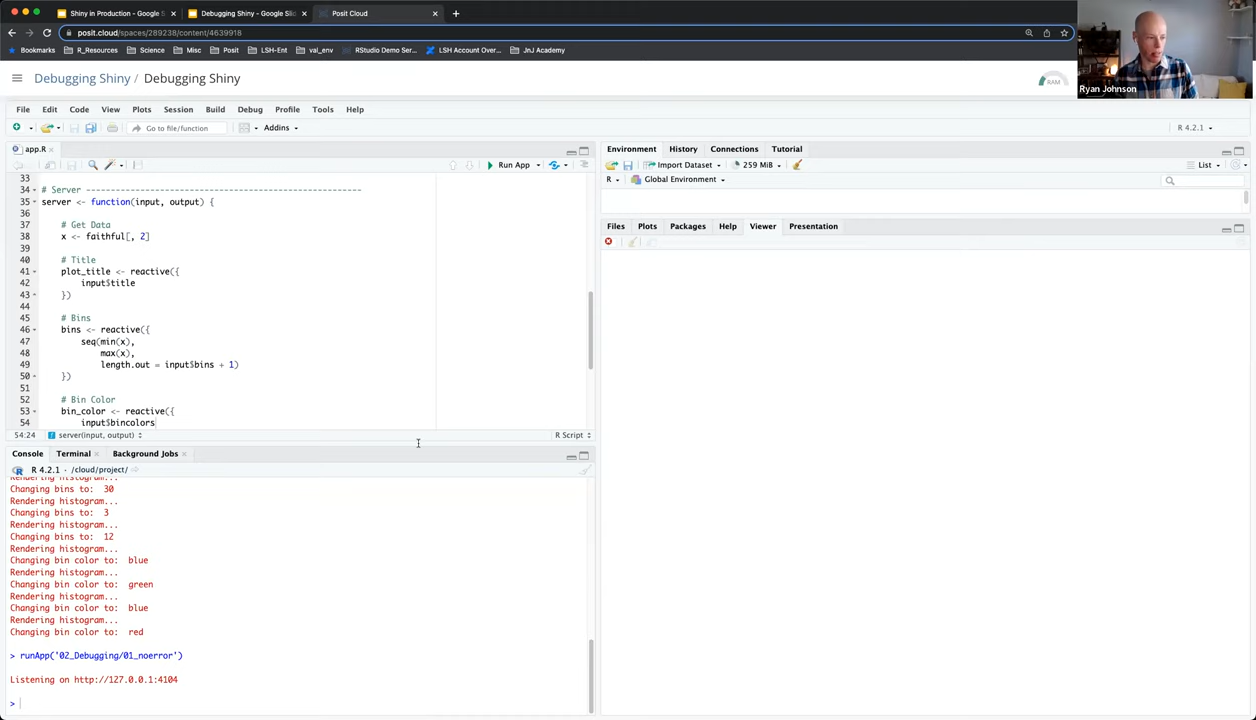 Shiny in Production - Google S
Debugging Shiny - Google Slid
Posit Cloud
posit.cloud/spaces/289238/content/4639918
Bookmarks
R_Resources
Science
Misc
Posit
LSH-Ent
vai_env
RStudio Demo Ser...
LSH Account Over...
JnJ Academy
Debugging Shiny / Debugging Shiny
RAM
Ryan Johnson
File Edit Code View Plots Session Build Debug Profile Tools Help
Go to file/function
Addins
R 4.2.1
app.R
Run App
33
34 # Server ------------------------------------------------------
35 server <- function(input, output) {
36
37 # Get Data
38 x <- faithful[, 2]
39
40 # Title
41 plot_title <- reactive({
42 input$title
43 })
44
45 # Bins
46 bins <- reactive({
47 seq(min(x),
48 max(x),
49 length.out = input$bins + 1)
50 })
51
52 # Bin Color
53 bin_color <- reactive({
54 input$bincolors
54:24 server(input, output) R Script
Console Terminal Background Jobs
R 4.2.1 · /cloud/project/
Rendering histogram...
Changing bins to:  30
Rendering histogram...
Changing bins to:  3
Rendering histogram...
Changing bins to:  12
Rendering histogram...
Changing bin color to:  blue
Rendering histogram...
Changing bin color to:  green
Rendering histogram...
Changing bin color to:  blue
Rendering histogram...
Changing bin color to:  red
> runApp('02_Debugging/01_noerror')
Listening on http://127.0.0.1:4104
>
Environment History Connections Tutorial
Import Dataset 259 MiB List
R Global Environment
Files Plots Packages Help Viewer Presentation